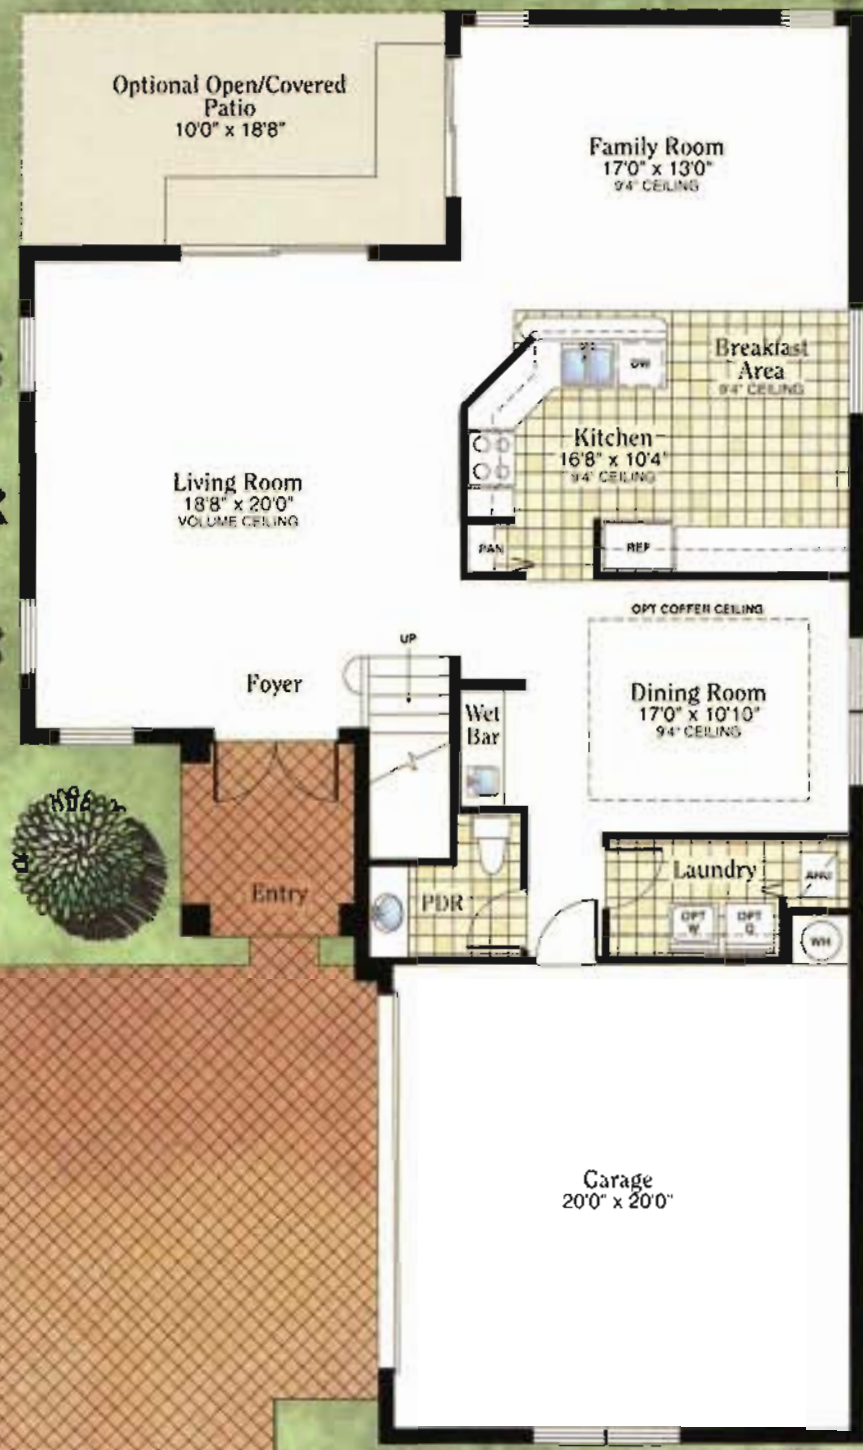 Optional Open/Covered
Patio
10'0" x 18'8"
Family Room
17'0" x 13'0"
9'4" CEILING
Breakfast
Area
9'4" CEILING
DW
Kitchen
16'8" x 10'4"
9'4" CEILING
Living Room
18'8" x 20'0"
VOLUME CEILING
PAN
REF
OPT COFFER CEILING
UP
Foyer
Dining Room
17'0" x 10'10"
9'4" CEILING
Wet
Bar
Laundry
Entry
PDR
OPT
W
OPT
D
WH
Garage
20'0" x 20'0"